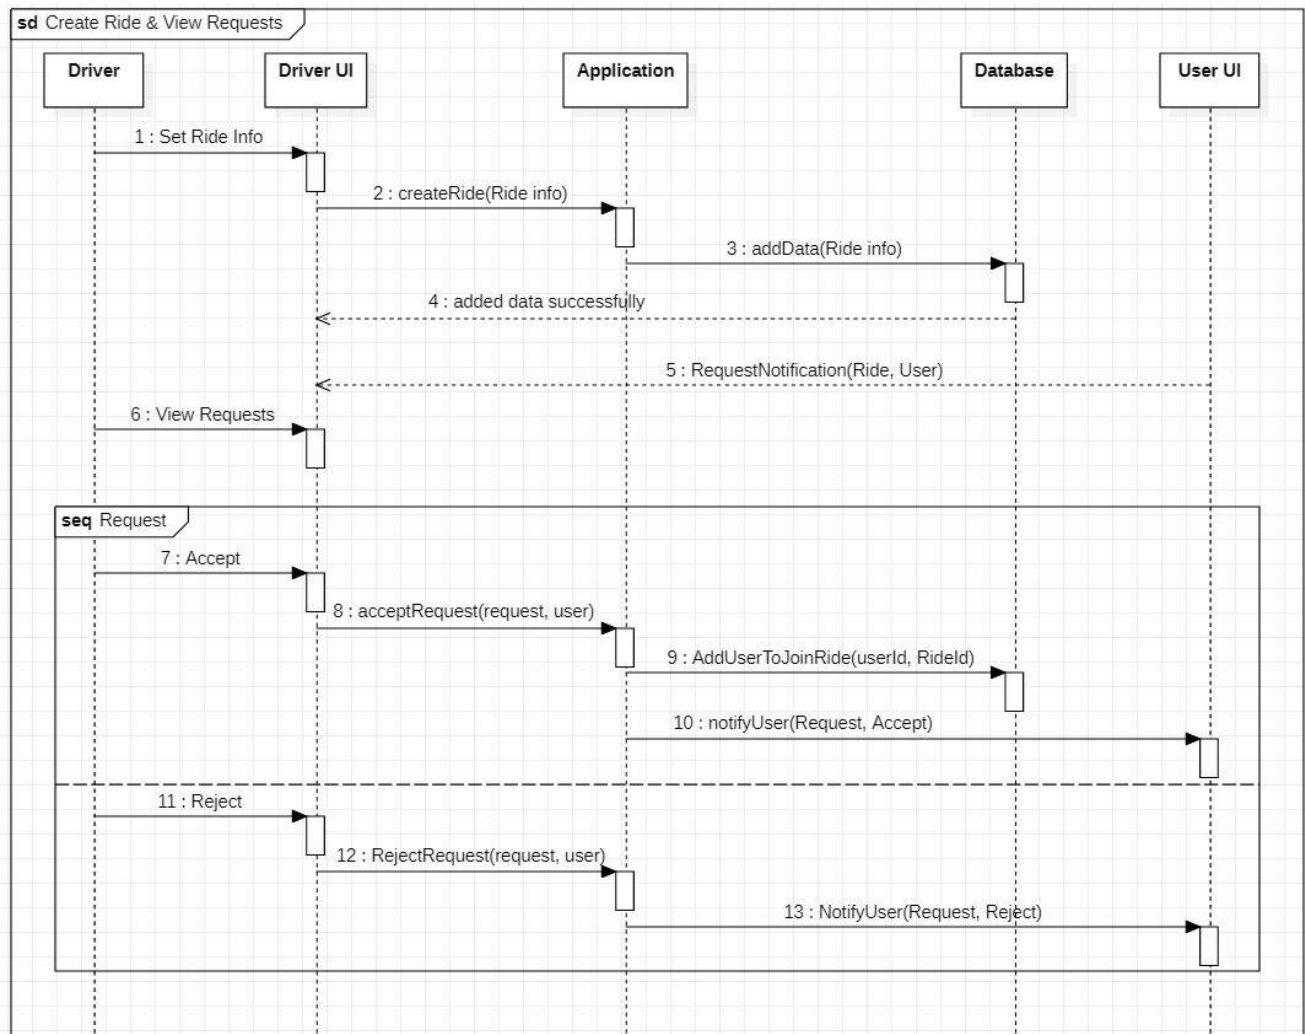 sd Create Ride & View Requests
Driver
Driver UI
Application
Database
User UI
1 : Set Ride Info
2 : createRide(Ride info)
3 : addData(Ride info)
4 : added data successfully
5 : RequestNotification(Ride, User)
6 : View Requests
seq Request
7 : Accept
8 : acceptRequest(request, user)
9 : AddUserToJoinRide(userId, RideId)
10 : notifyUser(Request, Accept)
11 : Reject
12 : RejectRequest(request, user)
13 : NotifyUser(Request, Reject)